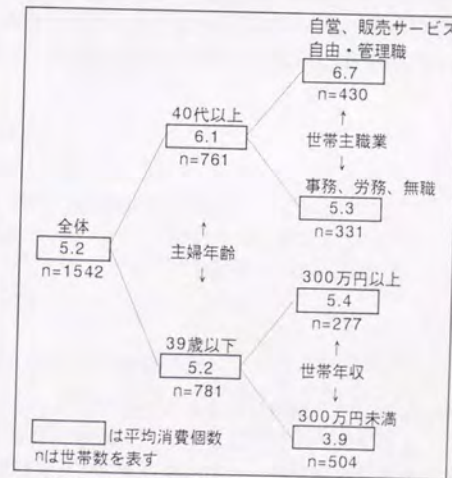 自営、販売サービス
自由・管理職
6.7
n=430
40代以上
6.1
n=761
↑
世帯主職業
↓
事務、労務、無職
5.3
n=331
全体
5.2
n=1542
↑
主婦年齢
↓
300万円以上
5.4
n=277
39歳以下
5.2
n=781
↑
世帯年収
↓
300万円未満
3.9
n=504
は平均消費個数
nは世帯数を表す